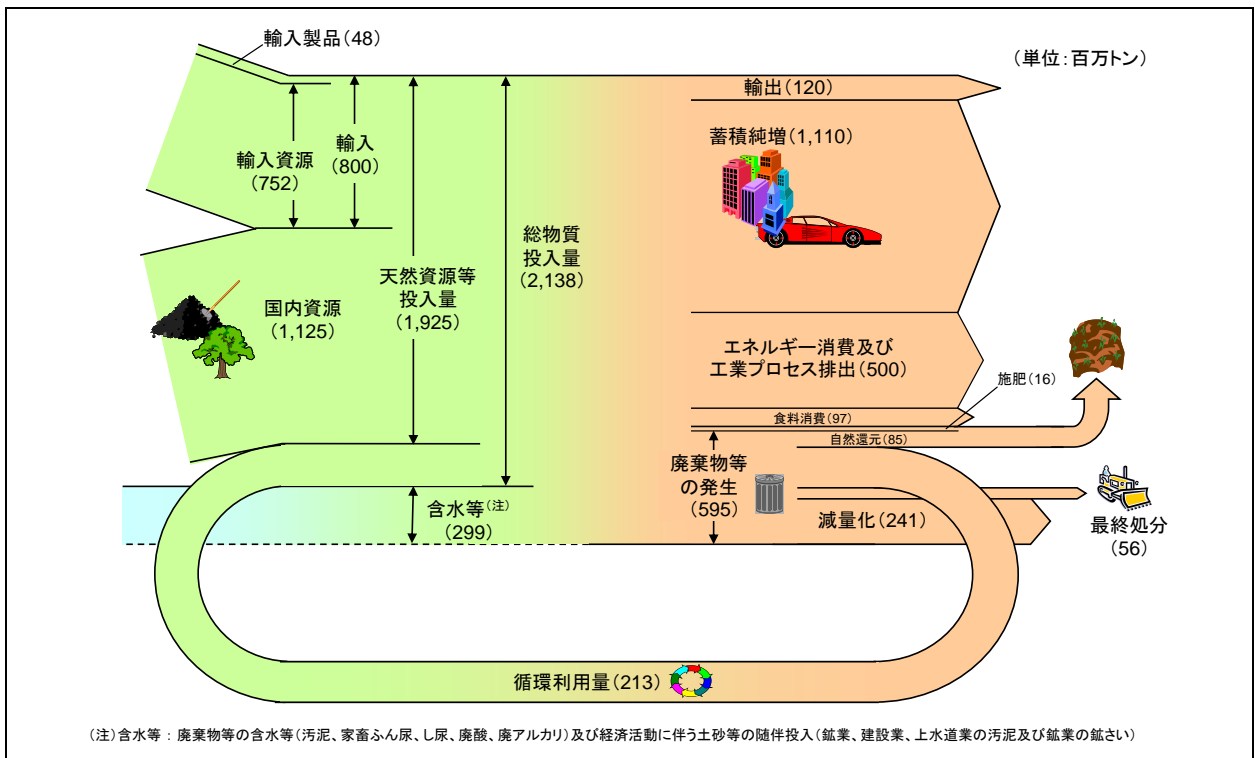 輸入製品(48)
(単位:百万トン)
輸出(120)
蓄積純増(1,110)
輸入
(800)
輸入資源
(752)
総物質
投入量
(2,138)
天然資源等
投入量
(1,925)
国内資源
(1,125)
エネルギー消費及び
工業プロセス排出(500)
施肥(16)
食料消費(97)
自然還元(85)
廃棄物等
の発生
(595)
含水等(注)
(299)
減量化(241)
最終処分
(56)
循環利用量(213)
(注)含水等 : 廃棄物等の含水等(汚泥、家畜ふん尿、し尿、廃酸、廃アルカリ)及び経済活動に伴う土砂等の随伴投入(鉱業、建設業、上水道業の汚泥及び鉱業の鉱さい)